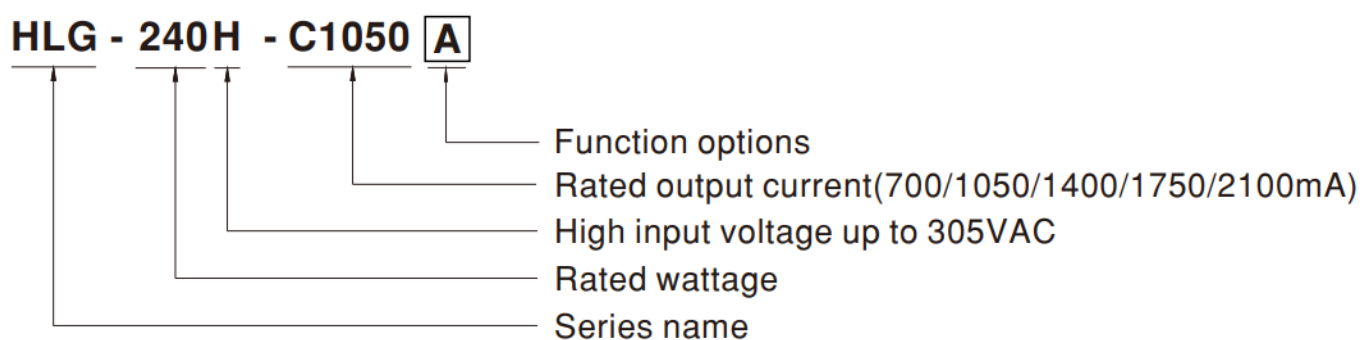 HLG - 240H - C1050 A
Function options
Rated output current(700/1050/1400/1750/2100mA)
High input voltage up to 305VAC
Rated wattage
Series name